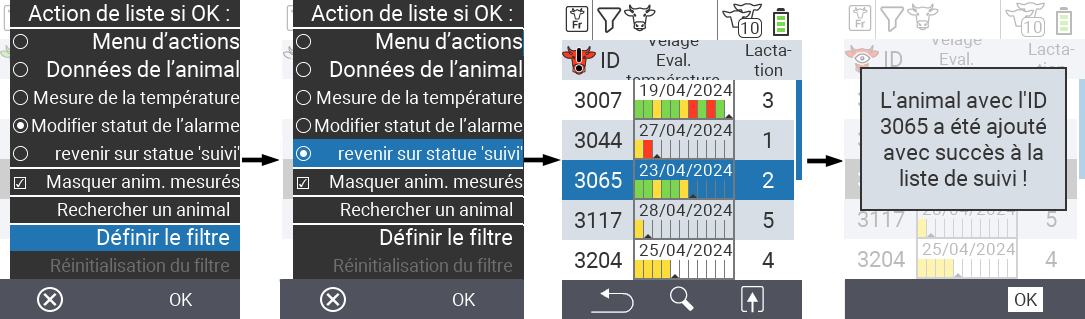 Action de liste si OK :
Menu d’actions
Données de l’animal
Mesure de la température
Modifier statut de l’alarme
revenir sur statue 'suivi'
Masquer anim. mesurés
Rechercher un animal
Définir le filtre
Réinitialisation du filtre
OK
Action de liste si OK :
Menu d’actions
Données de l’animal
Mesure de la température
Modifier statut de l’alarme
revenir sur statue 'suivi'
Masquer anim. mesurés
Rechercher un animal
Définir le filtre
Réinitialisation du filtre
OK
Fr
10
ID
Vêlage
Eval.
température
Lacta-
tion
3007 19/04/2024 3
3044 27/04/2024 1
3065 23/04/2024 2
3117 28/04/2024 5
3204 25/04/2024 4
Fr
10
ID
Vêlage
Eval.
Lacta-
tion
L'animal avec l'ID
3065 a été ajouté
avec succès à la
liste de suivi !
3117 28/04/2024 5
3204 25/04/2024 4
OK